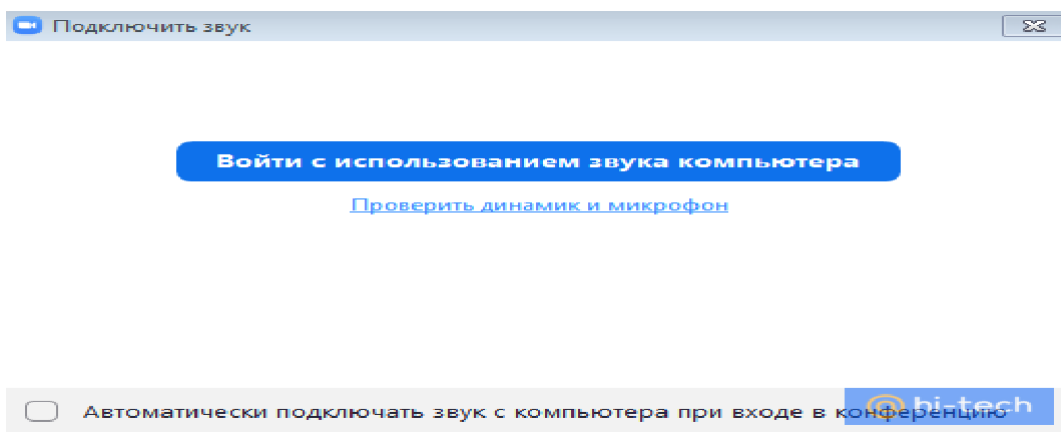 Подключить звук
Войти с использованием звука компьютера
Проверить динамик и микрофон
Автоматически подключать звук с компьютера при входе в конференцию
hi-tech